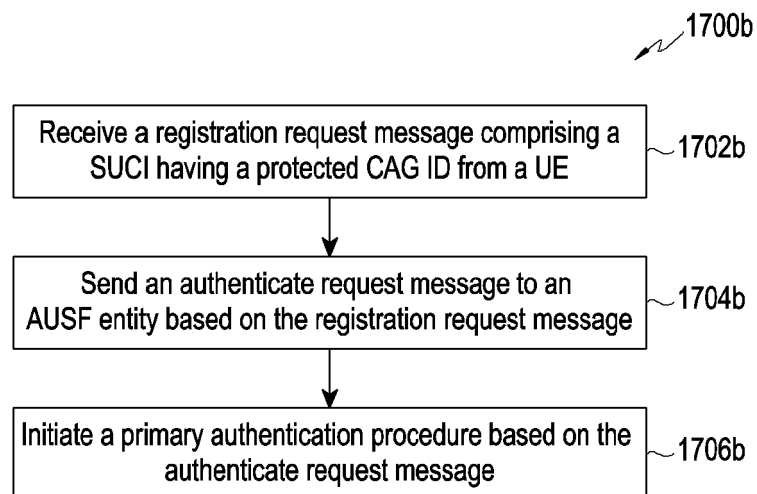 1700b
Receive a registration request message comprising a
SUCI having a protected CAG ID from a UE
1702b
Send an authenticate request message to an
AUSF entity based on the registration request message
1704b
Initiate a primary authentication procedure based on the
authenticate request message
1706b